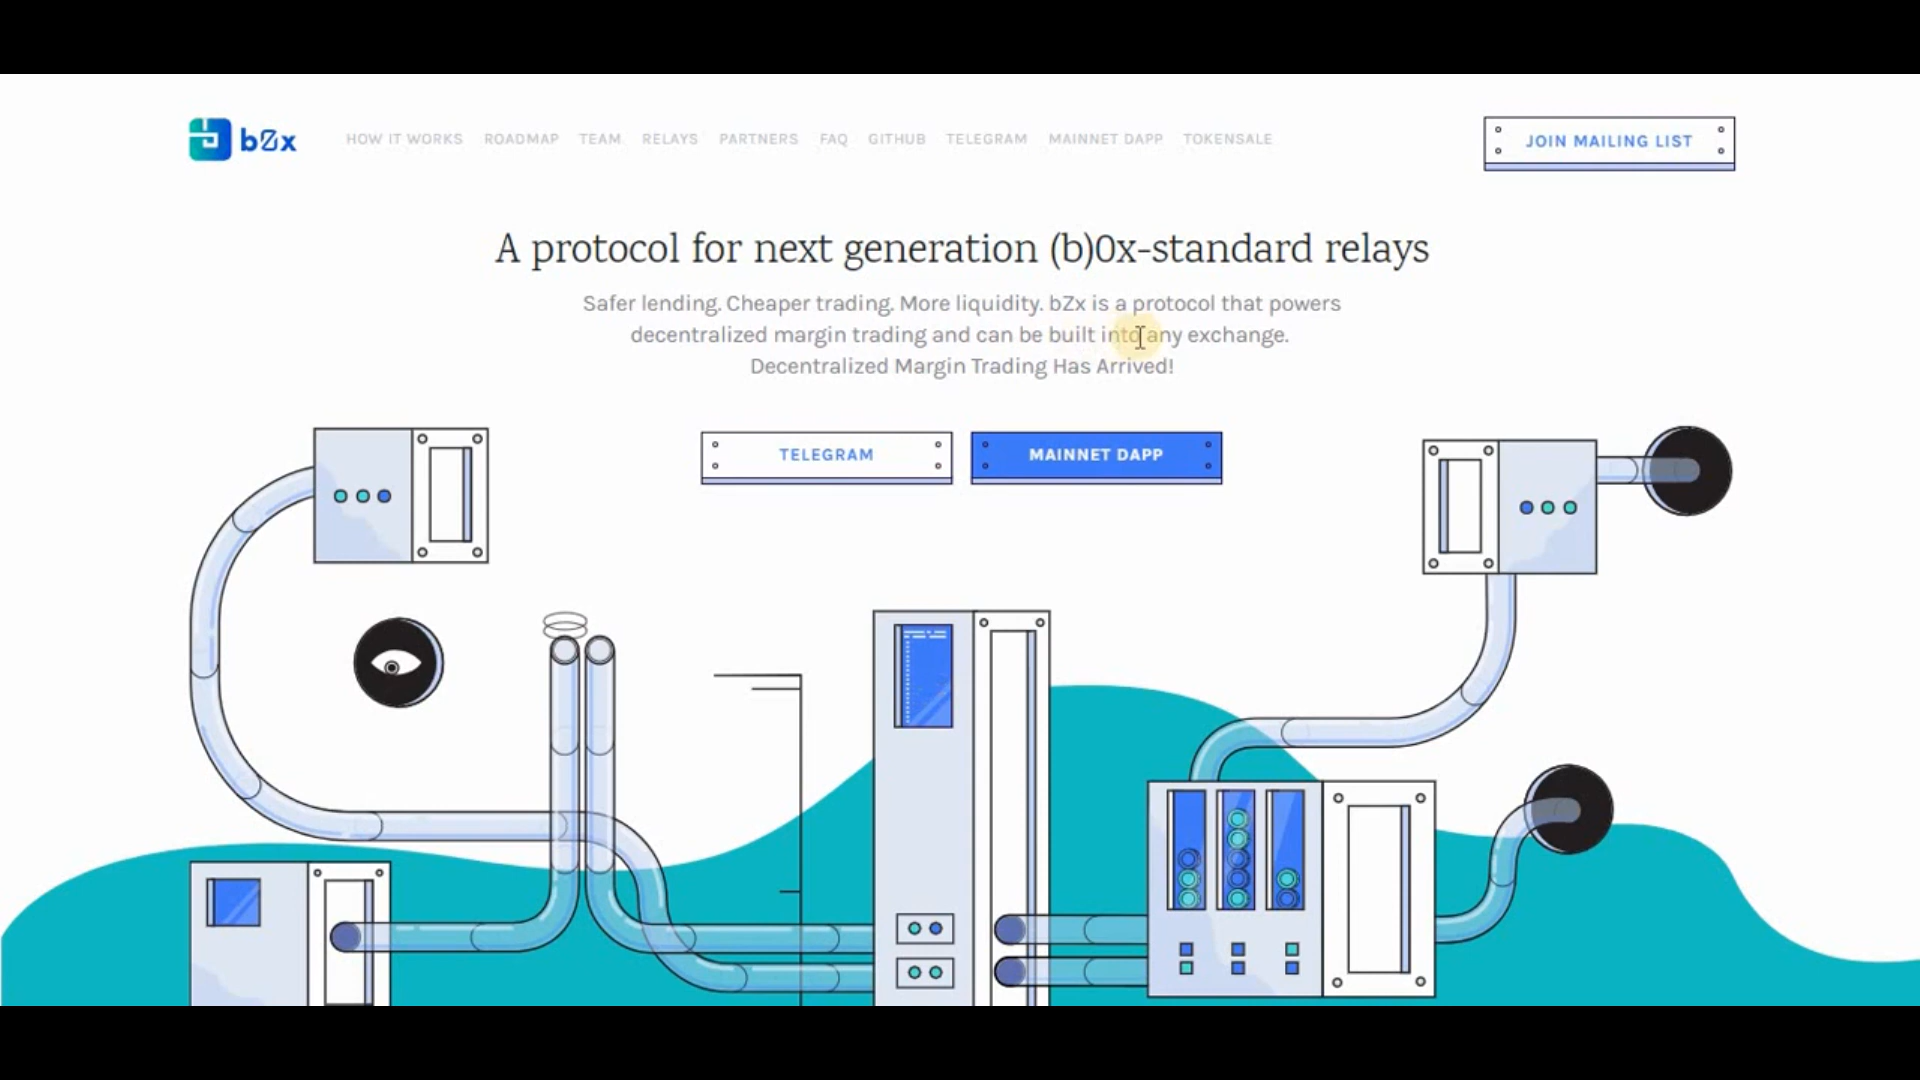 bZx
HOW IT WORKS ROADMAP TEAM RELAYS PARTNERS FAQ GITHUB TELEGRAM MAINNET DAPP TOKENSALE
JOIN MAILING LIST
A protocol for next generation (b)0x-standard relays
Safer lending. Cheaper trading. More liquidity. bZx is a protocol that powers
decentralized margin trading and can be built into any exchange.
Decentralized Margin Trading Has Arrived!
TELEGRAM
MAINNET DAPP